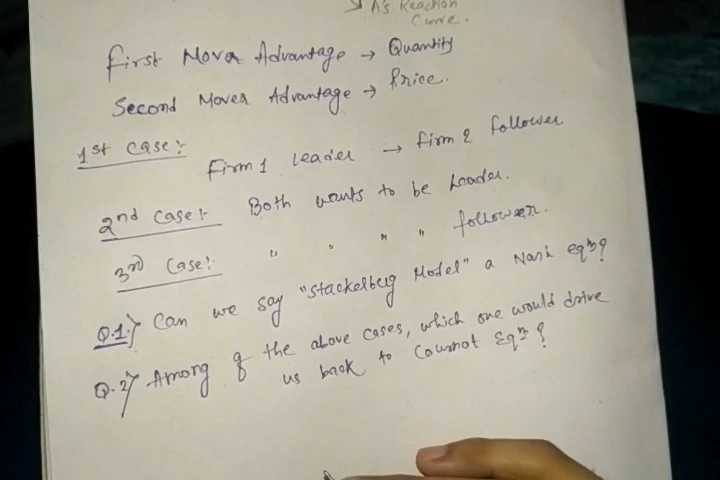 A's Reaction
Curve.
First Mover Advantage → Quantity
Second Mover Advantage → Price.
1st Case:-
Firm 1 leader → Firm 2 follower
2nd Case:- Both wants to be leader.
3rd Case:- " " " " follower.
Q.1) Can we say "Stackelberg Model" a Nash eqn?
Q.2) Among of the above cases, which one would drive
us back to Cournot Eqn?